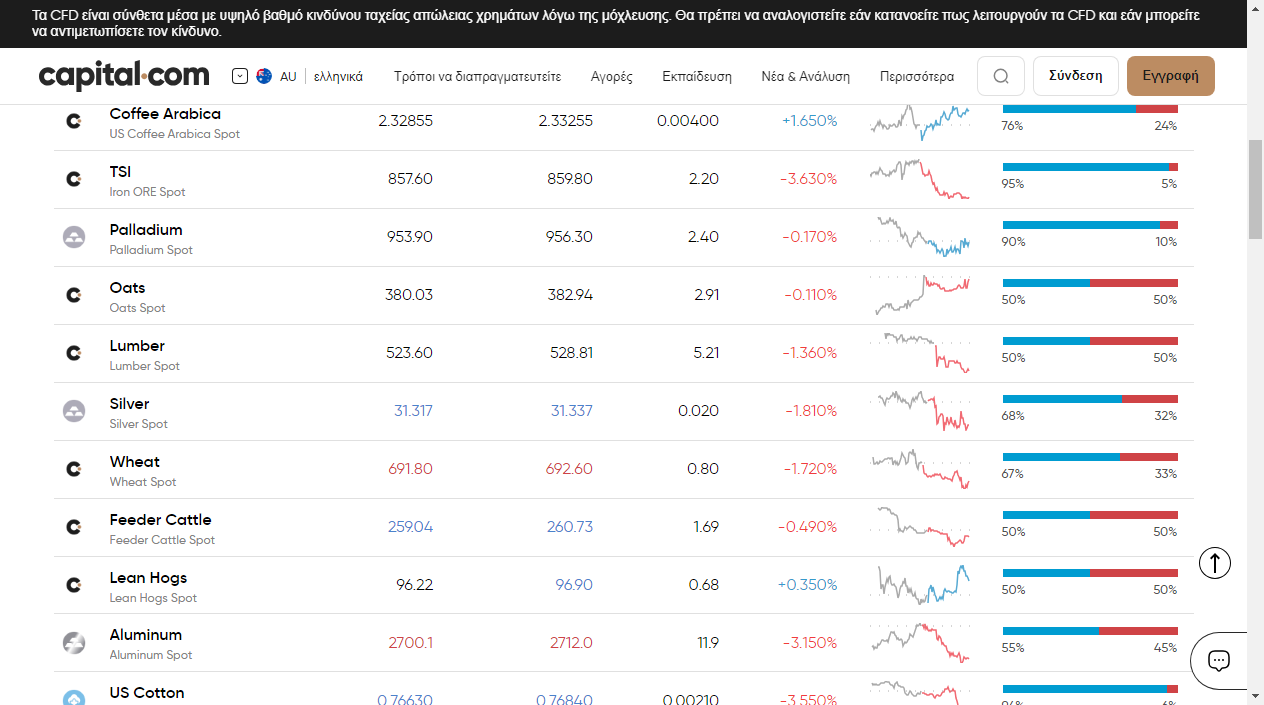 Τα CFD είναι σύνθετα μέσα με υψηλό βαθμό κινδύνου ταχείας απώλειας χρημάτων λόγω της μόχλευσης. Θα πρέπει να αναλογιστείτε εάν κατανοείτε πως λειτουργούν τα CFD και εάν μπορείτε
να αντιμετωπίσετε τον κίνδυνο.
capital.com AU ελληνικά Τρόποι να διαπραγματευτείτε Αγορές Εκπαίδευση Νέα & Ανάλυση Περισσότερα Σύνδεση Εγγραφή
Coffee Arabica 2.32855 2.33255 0.00400 +1.650%
US Coffee Arabica Spot 76% 24%
TSI 857.60 859.80 2.20 -3.630%
Iron ORE Spot 95% 5%
Palladium 953.90 956.30 2.40 -0.170%
Palladium Spot 90% 10%
Oats 380.03 382.94 2.91 -0.110%
Oats Spot 50% 50%
Lumber 523.60 528.81 5.21 -1.360%
Lumber Spot 50% 50%
Silver 31.317 31.337 0.020 -1.810%
Silver Spot 68% 32%
Wheat 691.80 692.60 0.80 -1.720%
Wheat Spot 67% 33%
Feeder Cattle 259.04 260.73 1.69 -0.490%
Feeder Cattle Spot 50% 50%
Lean Hogs 96.22 96.90 0.68 +0.350%
Lean Hogs Spot 50% 50%
Aluminum 2700.1 2712.0 11.9 -3.150%
Aluminum Spot 55% 45%
US Cotton 0.76630 0.76840 0.00210 -3.550%